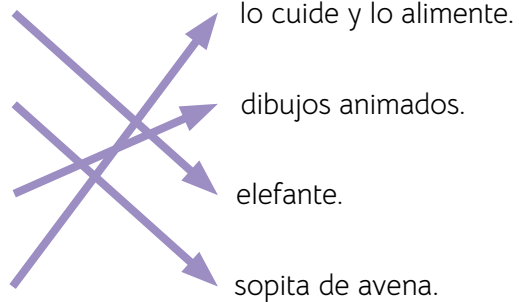 lo cuide y lo alimente.
dibujos animados.
elefante.
sopita de avena.